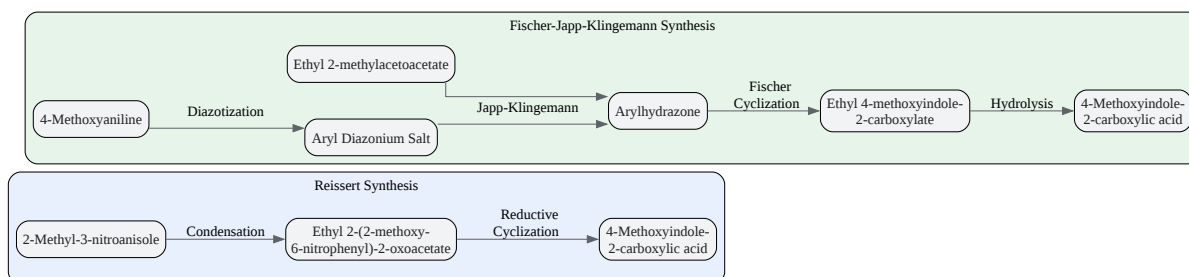 Fischer-Japp-Klingemann Synthesis
Ethyl 2-methylacetoacetate
4-Methoxyaniline
Diazotization
Aryl Diazonium Salt
Japp-Klingemann
Arylhydrazone
Fischer
Cyclization
Ethyl 4-methoxyindole-
2-carboxylate
Hydrolysis
4-Methoxyindole-
2-carboxylic acid
Reissert Synthesis
2-Methyl-3-nitroanisole
Condensation
Ethyl 2-(2-methoxy-
6-nitrophenyl)-2-oxoacetate
Reductive
Cyclization
4-Methoxyindole-
2-carboxylic acid